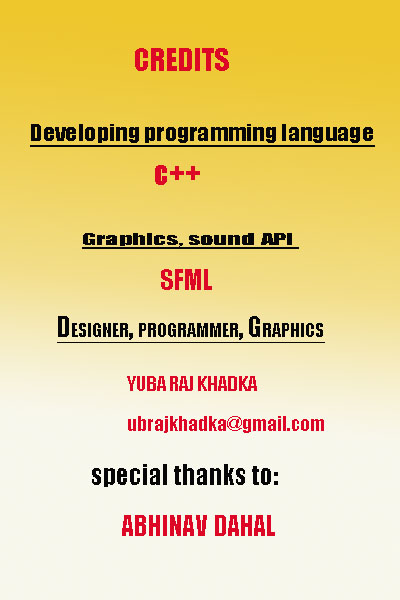 CREDITS
Developing programming language
C++
Graphics, sound API
SFML
DESIGNER, PROGRAMMER, GRAPHICS
YUBA RAJ KHADKA
ubrajkhadka@gmail.com
special thanks to:
ABHINAV DAHAL